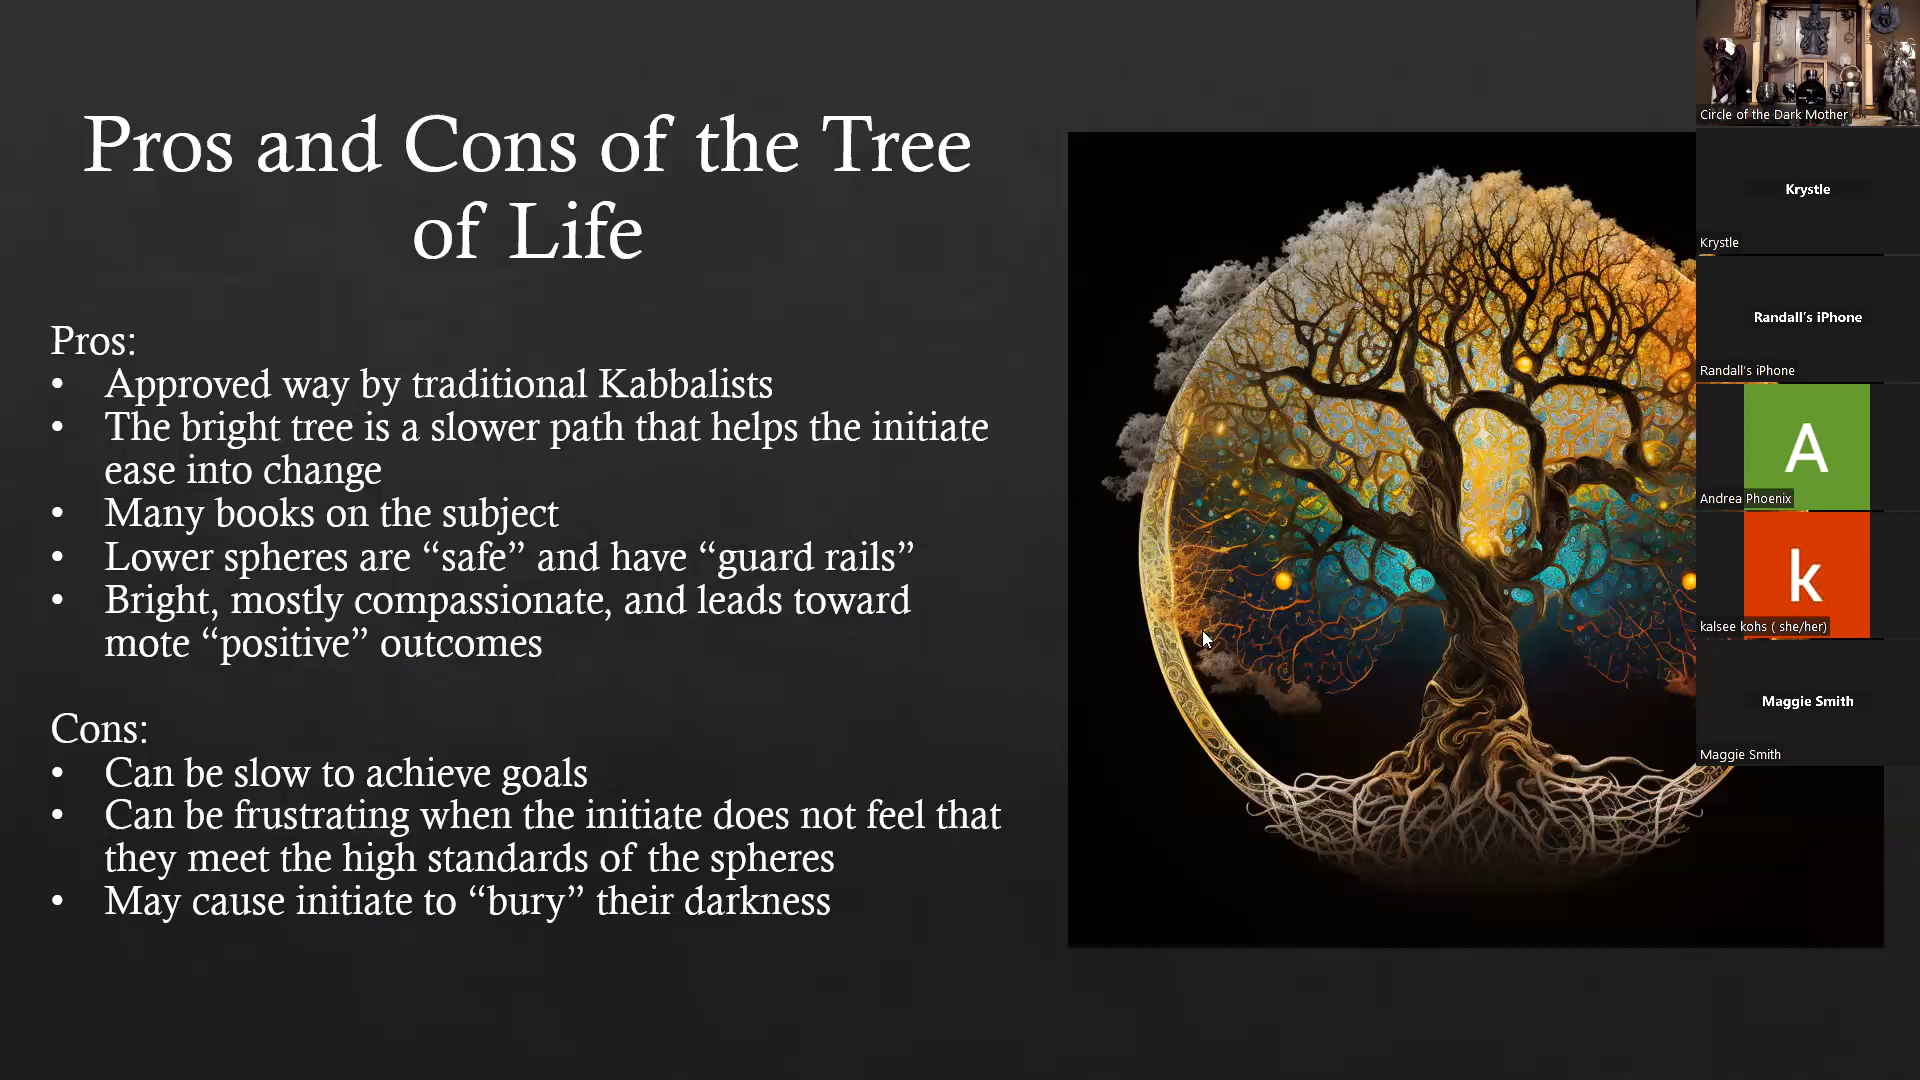 Pros and Cons of the Tree
of Life
Pros:
• Approved way by traditional Kabbalists
• The bright tree is a slower path that helps the initiate
ease into change
• Many books on the subject
• Lower spheres are “safe” and have “guard rails”
• Bright, mostly compassionate, and leads toward
mote “positive” outcomes
Cons:
• Can be slow to achieve goals
• Can be frustrating when the initiate does not feel that
they meet the high standards of the spheres
• May cause initiate to “bury” their darkness
Circle of the Dark Mother
Krystle
Krystle
Randall’s iPhone
Randall's iPhone
A
Andrea Phoenix
k
kalsee kohs ( she/her)
Maggie Smith
Maggie Smith